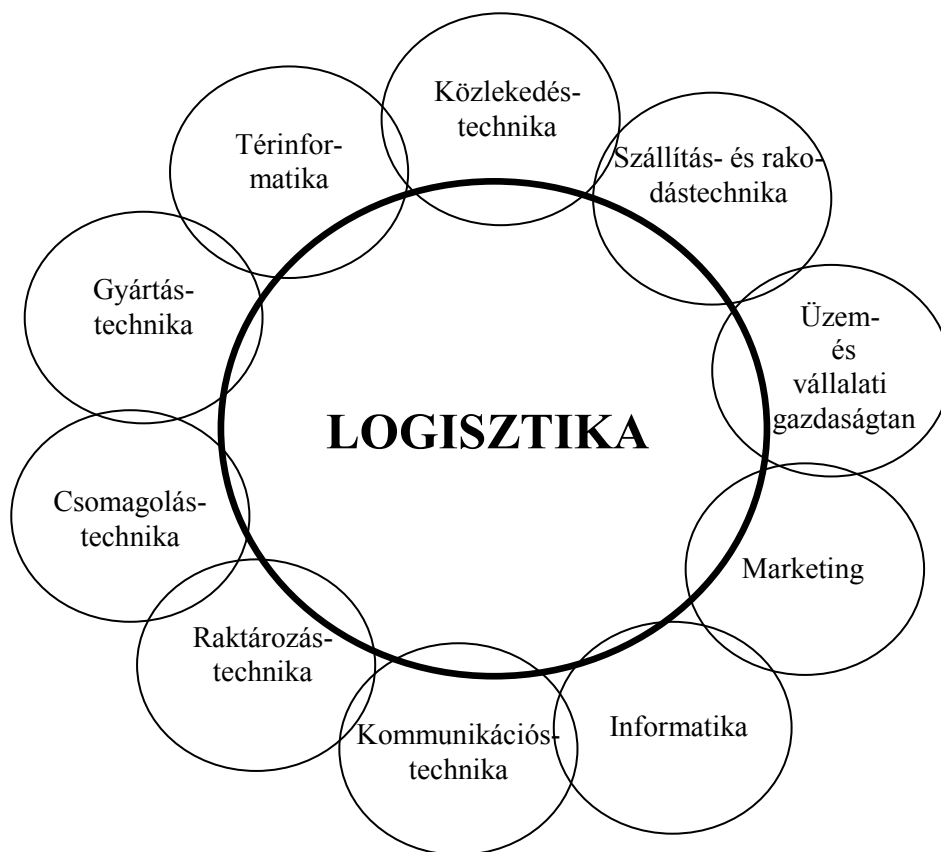 Közlekedés-
technika
Térinfor-
matika
Szállítás- és rako-
dástechnika
Gyártás-
technika
Üzem-
és
vállalati
gazdaságtan
LOGISZTIKA
Csomagolás-
technika
Marketing
Raktározás-
technika
Kommunikációs-
technika
Informatika